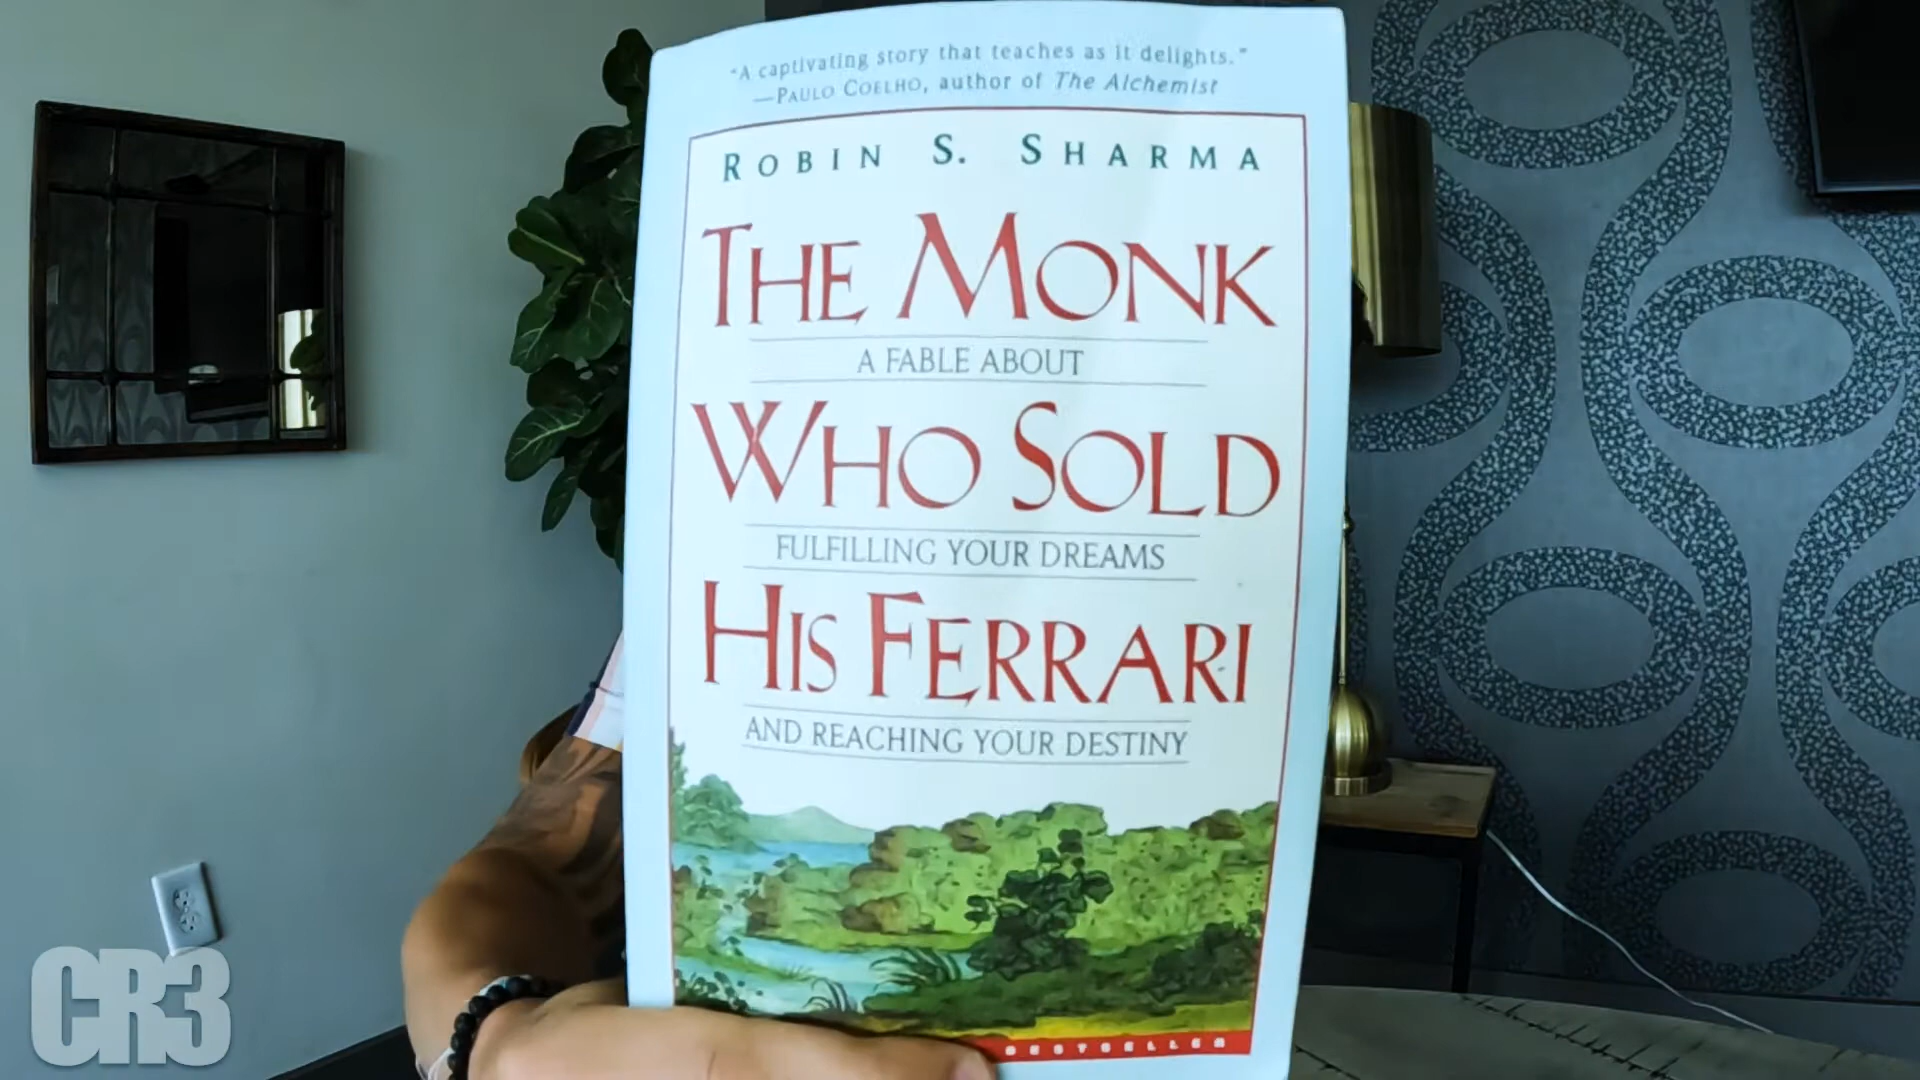 "A captivating story that teaches as it delights."
—PAULO COELHO, author of The Alchemist
ROBIN S. SHARMA
THE MONK
A FABLE ABOUT
WHO SOLD
FULFILLING YOUR DREAMS
HIS FERRARI
AND REACHING YOUR DESTINY
BESTSELLER
CR3